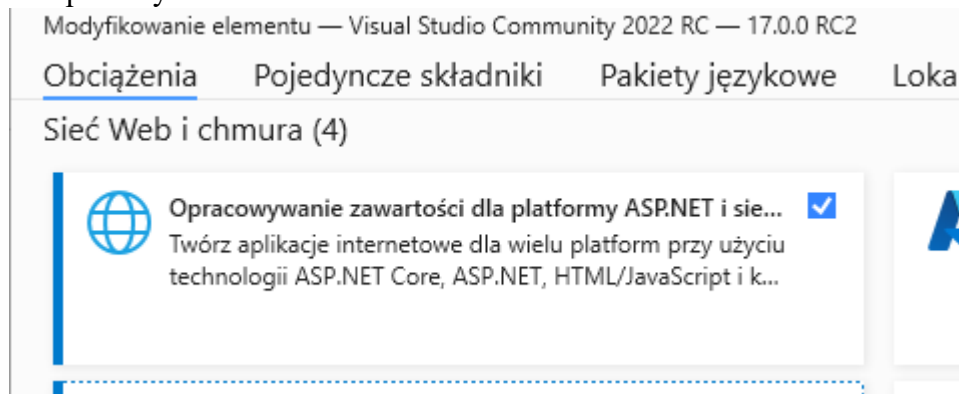 Modyfikowanie elementu — Visual Studio Community 2022 RC — 17.0.0 RC2
Obciążenia Pojedyncze składniki Pakiety językowe Loka
Sieć Web i chmura (4)
Opracowywanie zawartości dla platformy ASP.NET i sie...
Twórz aplikacje internetowe dla wielu platform przy użyciu
technologii ASP.NET Core, ASP.NET, HTML/JavaScript i k...